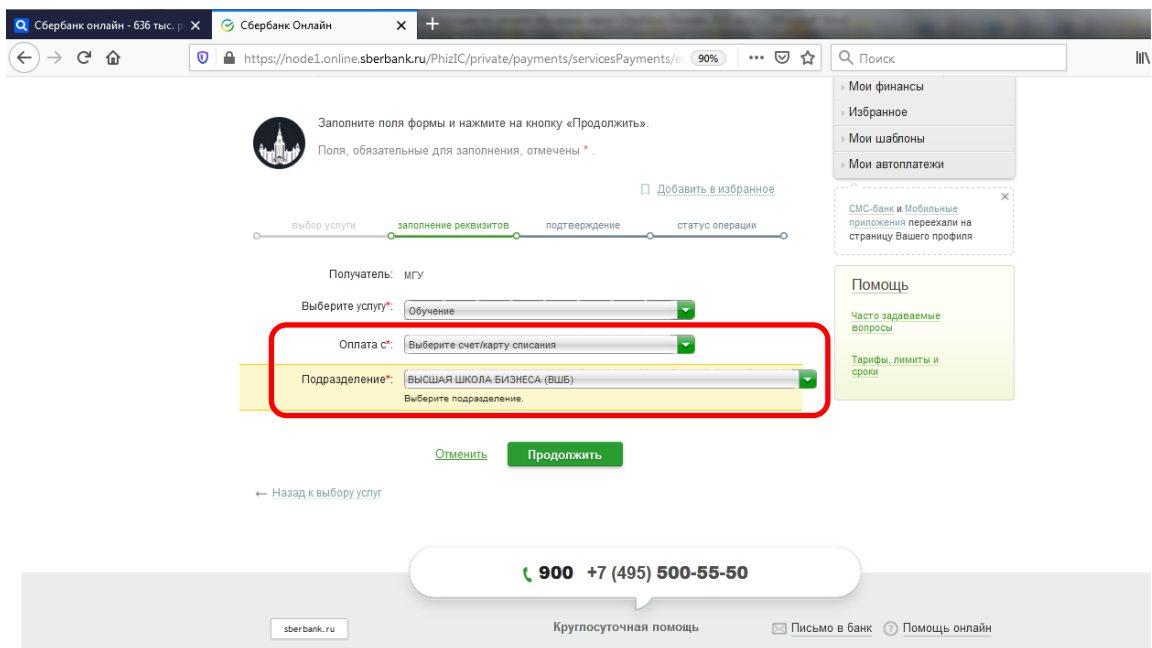 Сбербанк онлайн - 636 тыс. р
Сбербанк Онлайн
https://node1.online.sberbank.ru/PhizIC/private/payments/servicesPayments/e
90%
Поиск
Мои финансы
Избранное
Мои шаблоны
Мои автоплатежи
Заполните поля формы и нажмите на кнопку «Продолжить».
Поля, обязательные для заполнения, отмечены * .
Добавить в избранное
СМС-банк и Мобильные
приложения переехали на
страницу Вашего профиля
выбор услуги
заполнение реквизитов
подтверждение
статус операции
Получатель: МГУ
Выберите услугу*: Обучение
Оплата с*: Выберите счет/карту списания
Подразделение*: ВЫСШАЯ ШКОЛА БИЗНЕСА (ВШБ)
Выберите подразделение.
Помощь
Часто задаваемые
вопросы
Тарифы, лимиты и
сроки
Отменить
Продолжить
← Назад к выбору услуг
900 +7 (495) 500-55-50
sberbank.ru
Круглосуточная помощь
Письмо в банк
? Помощь онлайн